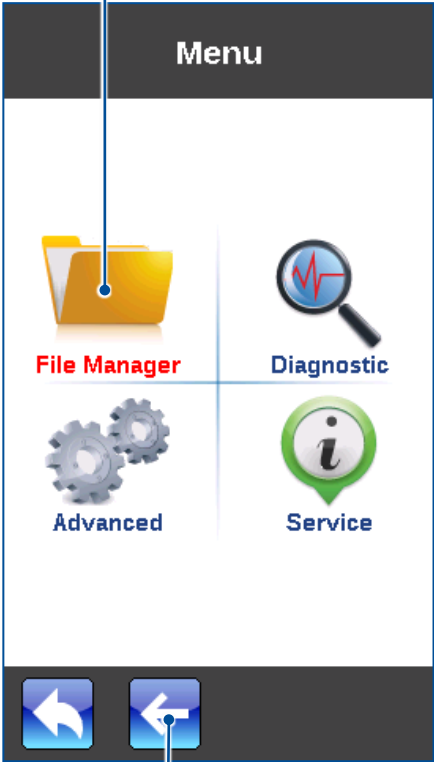 Menu
File Manager
Diagnostic
i
Advanced
Service